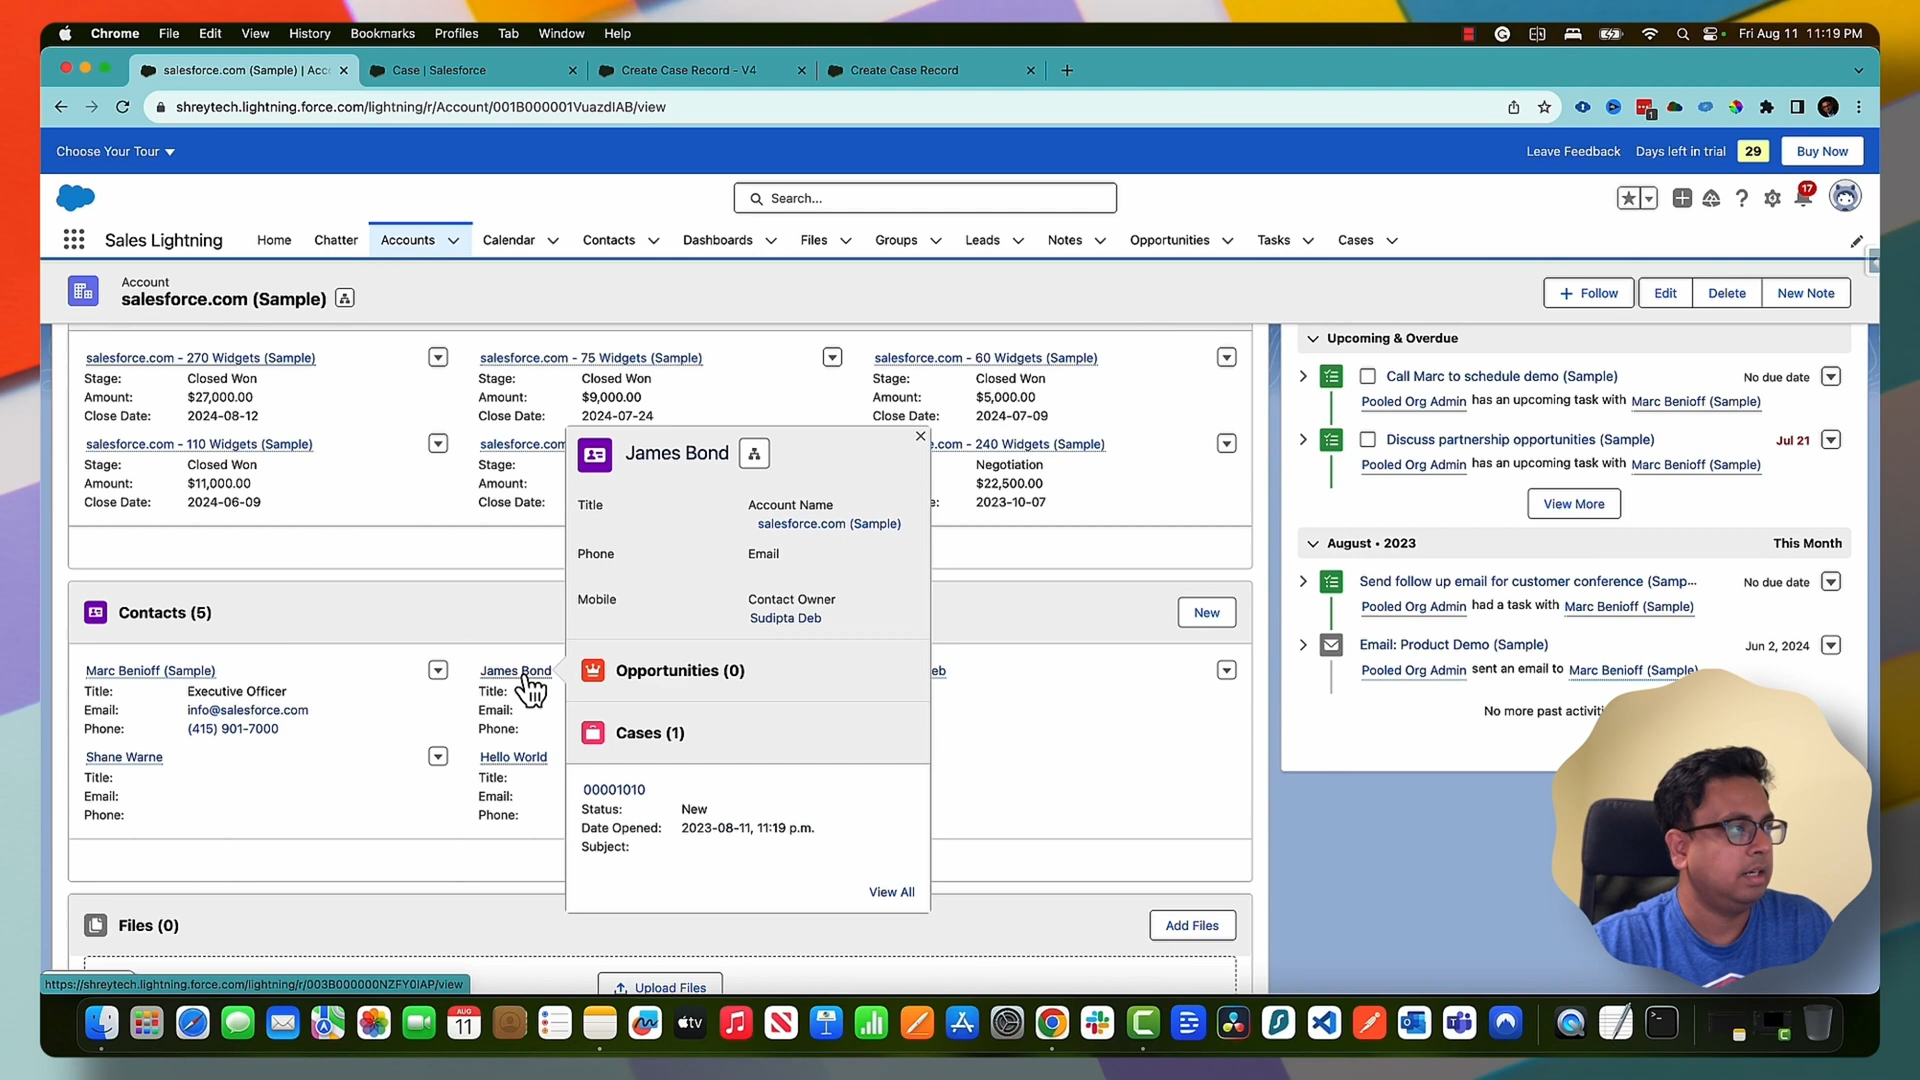 Chrome File Edit View History Bookmarks Profiles Tab Window Help Fri Aug 11 11:19 PM
salesforce.com (Sample) | Acc Case | Salesforce Create Case Record - V4 Create Case Record
shreytech.lightning.force.com/lightning/r/Account/001B000001VuazdIAB/view
Choose Your Tour Leave Feedback Days left in trial 29 Buy Now
Search... 17
Sales Lightning Home Chatter Accounts Calendar Contacts Dashboards Files Groups Leads Notes Opportunities Tasks Cases
Account
salesforce.com (Sample) Follow Edit Delete New Note
salesforce.com - 270 Widgets (Sample)
Stage: Closed Won
Amount: $27,000.00
Close Date: 2024-08-12
salesforce.com - 75 Widgets (Sample)
Stage: Closed Won
Amount: $9,000.00
Close Date: 2024-07-24
salesforce.com - 60 Widgets (Sample)
Stage: Closed Won
Amount: $5,000.00
Close Date: 2024-07-09
salesforce.com - 110 Widgets (Sample)
Stage: Closed Won
Amount: $11,000.00
Close Date: 2024-06-09
salesforce.com
Stage:
Amount:
Close Date:
e.com - 240 Widgets (Sample)
Negotiation
$22,500.00
e: 2023-10-07
James Bond
Title
Account Name
salesforce.com (Sample)
Phone
Email
Mobile
Contact Owner
Sudipta Deb
Opportunities (0)
Cases (1)
00001010
Status: New
Date Opened: 2023-08-11, 11:19 p.m.
Subject:
View All
Contacts (5) New
Marc Benioff (Sample)
Title: Executive Officer
Email: info@salesforce.com
Phone: (415) 901-7000
James Bond
Title:
Email:
Phone:
eb
Shane Warne
Title:
Email:
Phone:
Hello World
Title:
Email:
Phone:
Files (0) Add Files
Upload Files
https://shreytech.lightning.force.com/lightning/r/003B000000NZFY0IAP/view
Upcoming & Overdue
Call Marc to schedule demo (Sample) No due date
Pooled Org Admin has an upcoming task with Marc Benioff (Sample)
Discuss partnership opportunities (Sample) Jul 21
Pooled Org Admin has an upcoming task with Marc Benioff (Sample)
View More
August • 2023 This Month
Send follow up email for customer conference (Samp... No due date
Pooled Org Admin had a task with Marc Benioff (Sample)
Email: Product Demo (Sample) Jun 2, 2024
Pooled Org Admin sent an email to Marc Benioff (Sample)
No more past activiti
AUG
11
tv